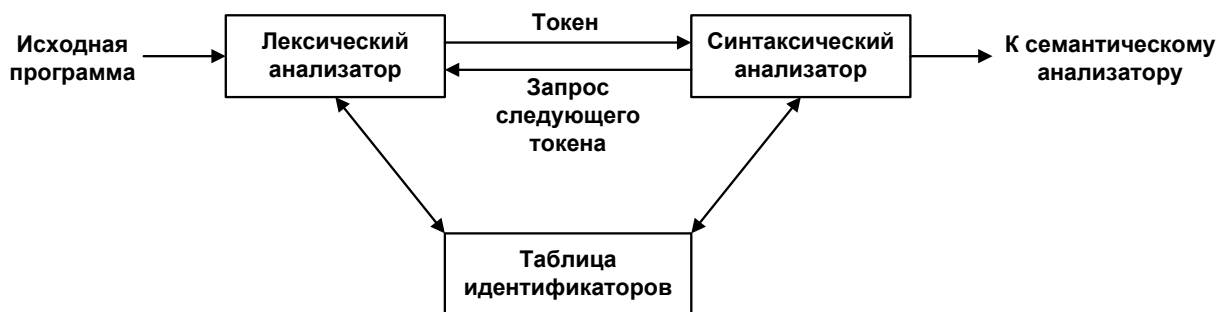 Исходная
программа
Лексический
анализатор
Токен
Запрос
следующего
токена
Синтаксический
анализатор
К семантическому
анализатору
Таблица
идентификаторов